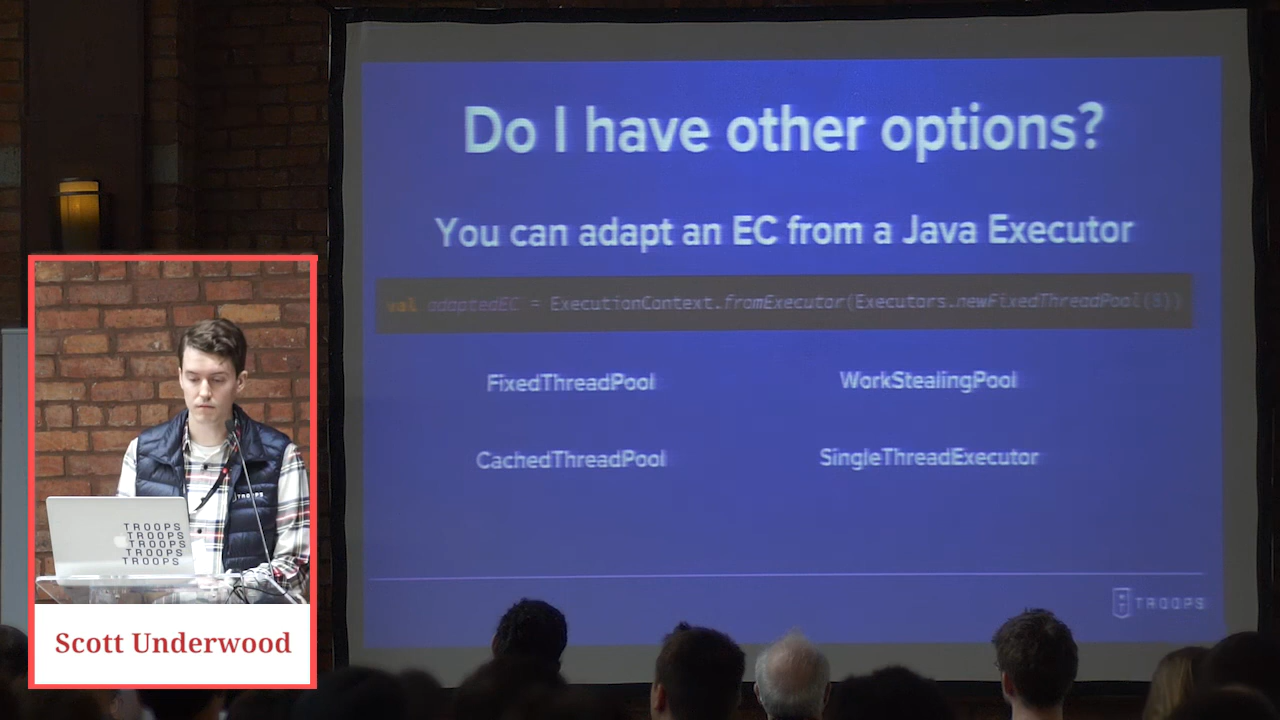 Do I have other options?
You can adapt an EC from a Java Executor
val adaptedEC = ExecutionContext.fromExecutor(Executors.newFixedThreadPool(8))
FixedThreadPool
WorkStealingPool
CachedThreadPool
SingleThreadExecutor
TROOPS
TROOPS
TROOPS
TROOPS
TROOPS
TROOPS
TROOPS
Scott Underwood